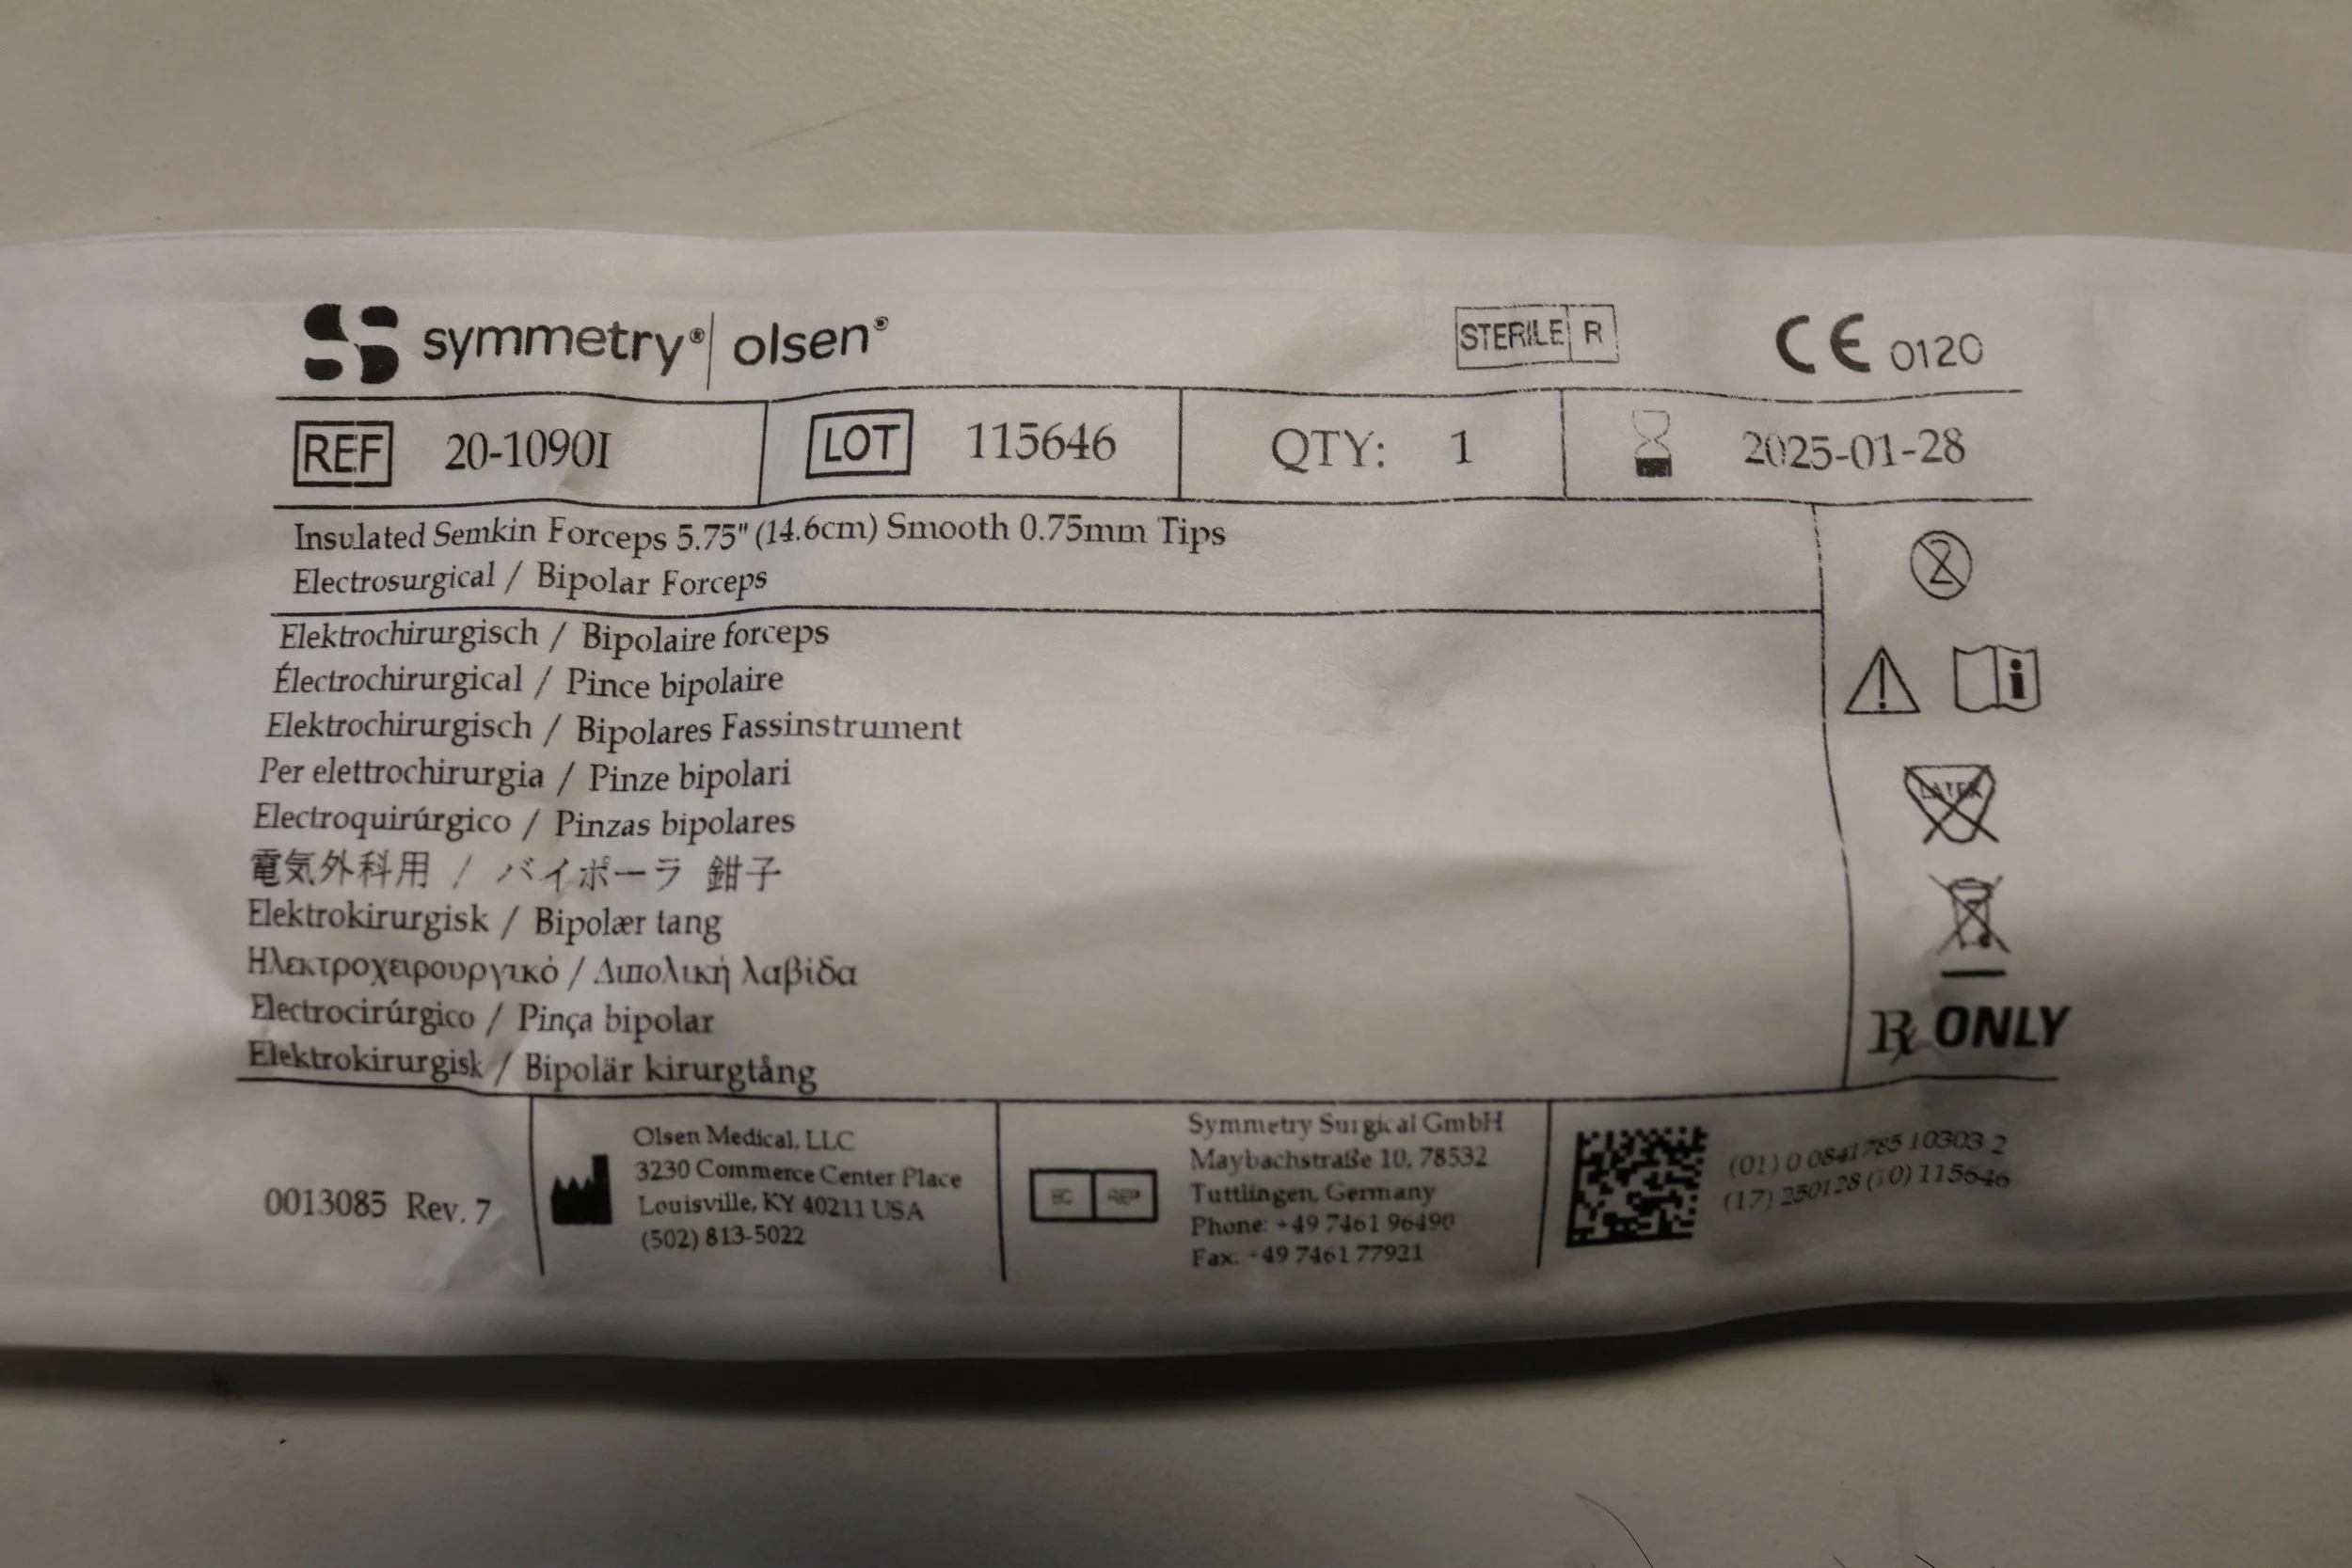 symmetry® | olsen®
STERILE R
CE 0120
REF 20-1090I
LOT 115646
QTY: 1
2025-01-28
Insulated Semkin Forceps 5.75" (14.6cm) Smooth 0.75mm Tips
Electrosurgical / Bipolar Forceps
2
Elektrochirurgisch / Bipolaire forceps
Électrochirurgical / Pince bipolaire
Elektrochirurgisch / Bipolares Fassinstrument
Per elettrochirurgia / Pinze bipolari
Electroquirúrgico / Pinzas bipolares
電気外科用 / バイポーラ 鉗子
Elektrokirurgisk / Bipolær tang
Ηλεκτροχειρουργικό / Διπολική λαβίδα
Electrocirúrgico / Pinça bipolar
Elektrokirurgisk / Bipolär kirurgtång
LATEX
Rx ONLY
0013085 Rev. 7
Olsen Medical, LLC
3230 Commerce Center Place
Louisville, KY 40211 USA
(502) 813-5022
EC REP
Symmetry Surgical GmbH
Maybachstraße 10, 78532
Tuttlingen, Germany
Phone: +49 7461 96490
Fax: +49 7461 77921
(01) 0 0841785 10303 2
(17) 250128 (10) 115646